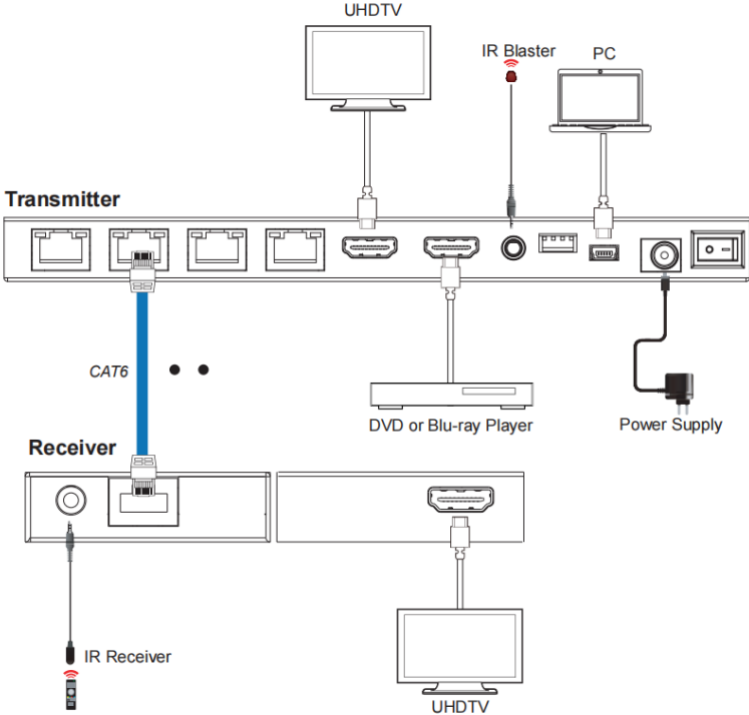 UHDTV
IR Blaster
PC
Transmitter
CAT6
DVD or Blu-ray Player
Power Supply
Receiver
IR Receiver
UHDTV